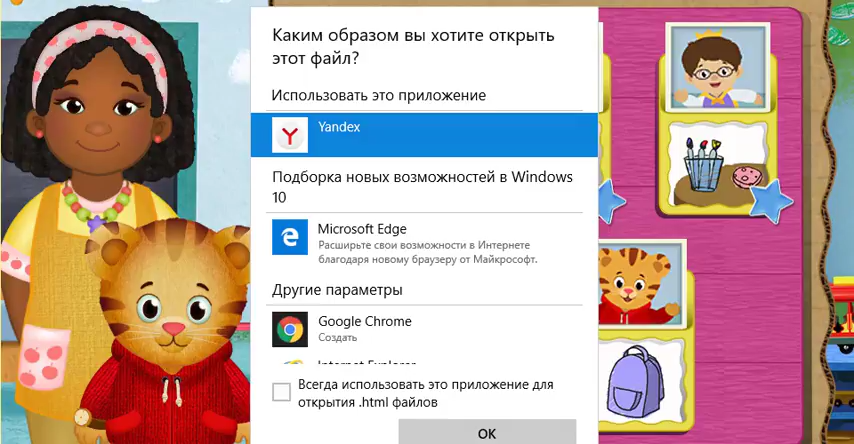 Каким образом вы хотите открыть
этот файл?
Использовать это приложение
Yandex
Подборка новых возможностей в Windows
10
Microsoft Edge
Расширьте свои возможности в Интернете
благодаря новому браузеру от Майкрософт.
Другие параметры
Google Chrome
Создать
Internet Explorer
Всегда использовать это приложение для
открытия .html файлов
OK